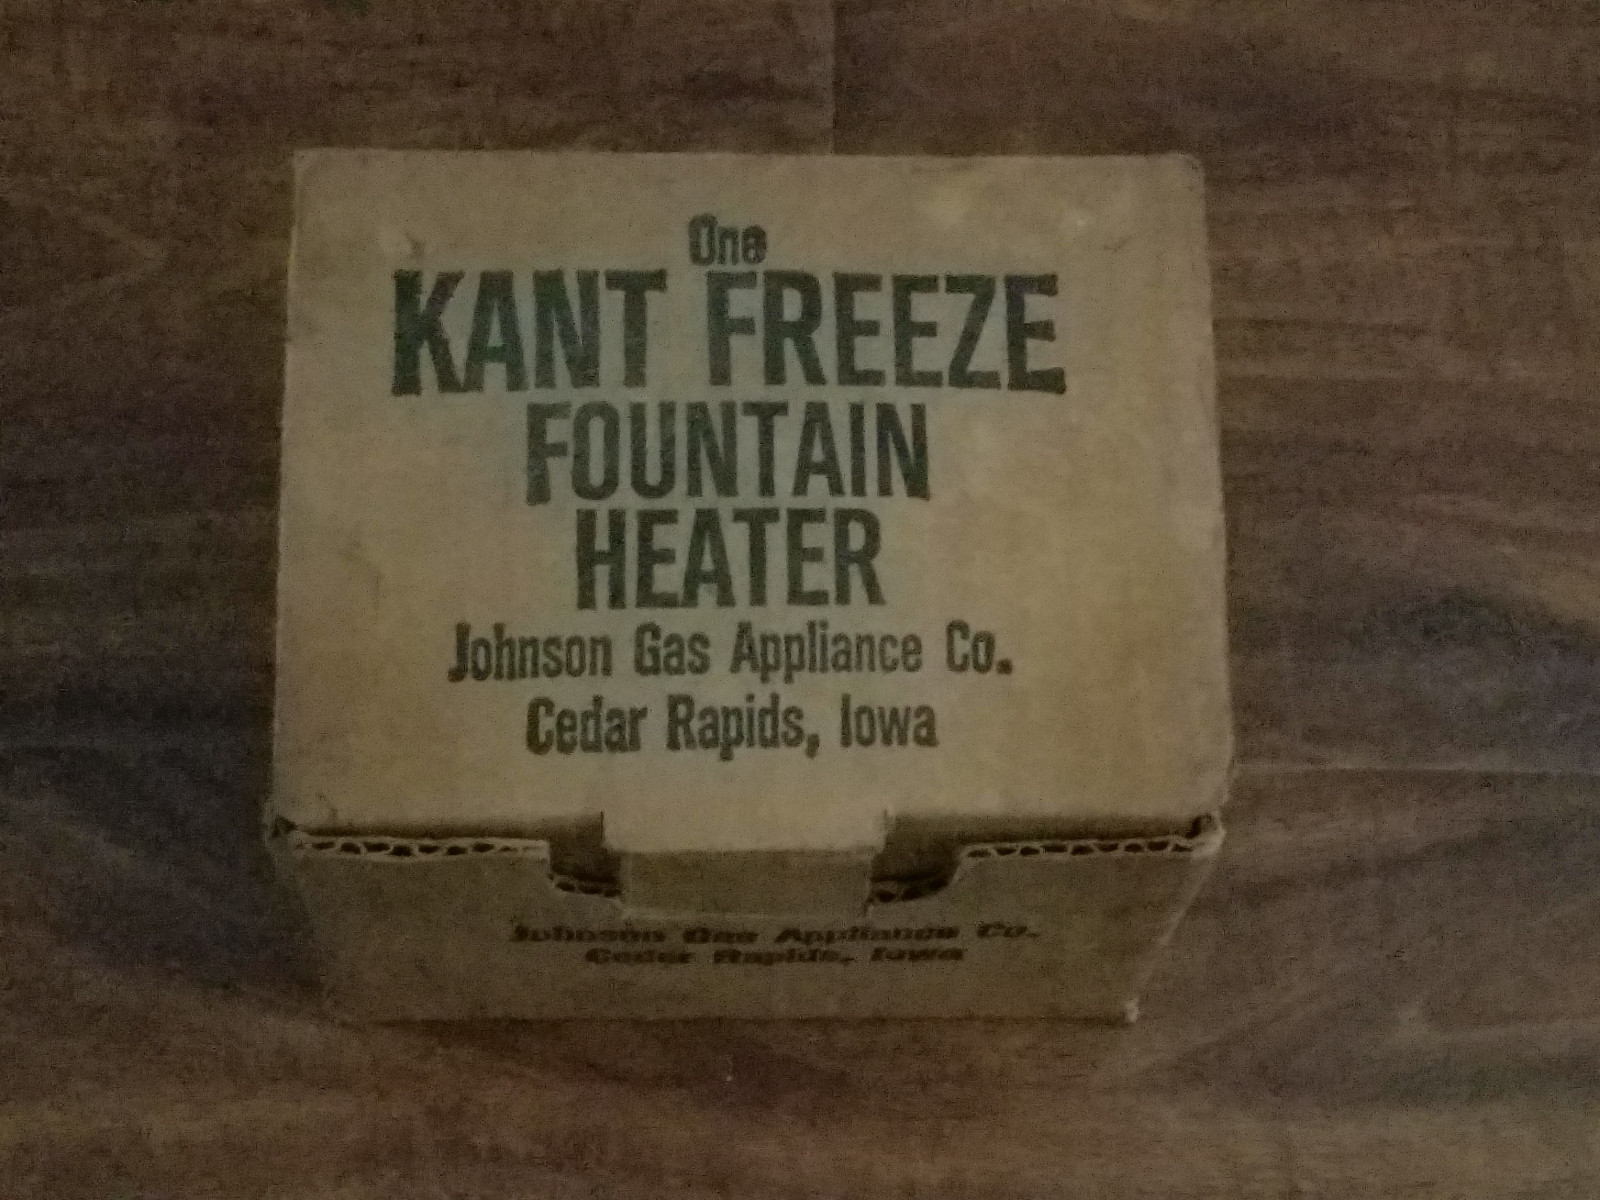 One
KANT FREEZE
FOUNTAIN
HEATER
Johnson Gas Appliance Co.
Cedar Rapids, Iowa
Johnson Gas Appliance Co.
Cedar Rapids, Iowa